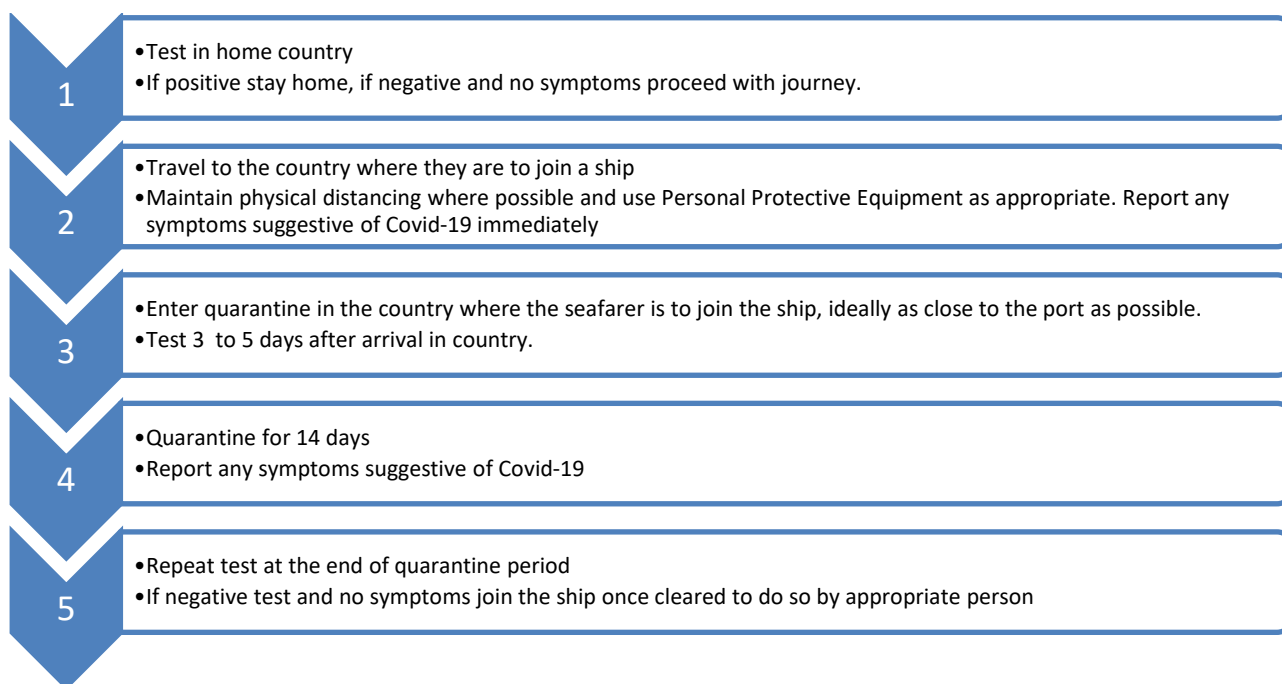 1
•Test in home country
•If positive stay home, if negative and no symptoms proceed with journey.
2
•Travel to the country where they are to join a ship
•Maintain physical distancing where possible and use Personal Protective Equipment as appropriate. Report any
symptoms suggestive of Covid-19 immediately
3
•Enter quarantine in the country where the seafarer is to join the ship, ideally as close to the port as possible.
•Test 3 to 5 days after arrival in country.
4
•Quarantine for 14 days
•Report any symptoms suggestive of Covid-19
5
•Repeat test at the end of quarantine period
•If negative test and no symptoms join the ship once cleared to do so by appropriate person